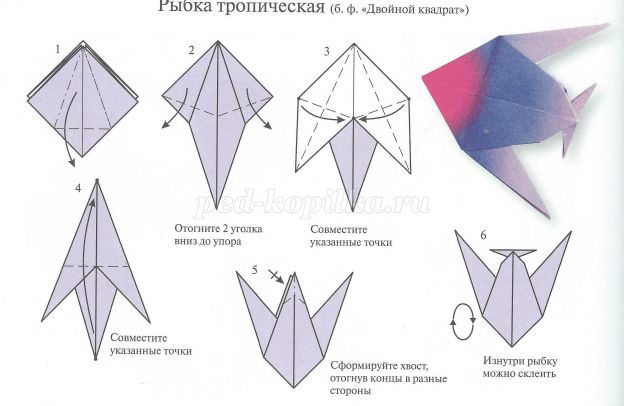 Рыбка тропическая (б. ф. «Двойной квадрат»)
1
2
3
Отогните 2 уголка
вниз до упора
Совместите
указанные точки
ped-kopilka.ru
4
Совместите
указанные точки
5
Сформируйте хвост,
отогнув концы в разные
стороны
6
Изнутри рыбку
можно склеить